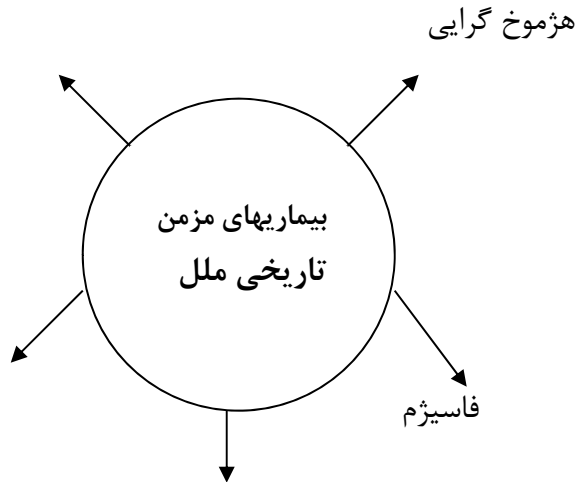 هژموخ گرایی
بیماریهای مزمن
تاریخی ملل
فاسیژم